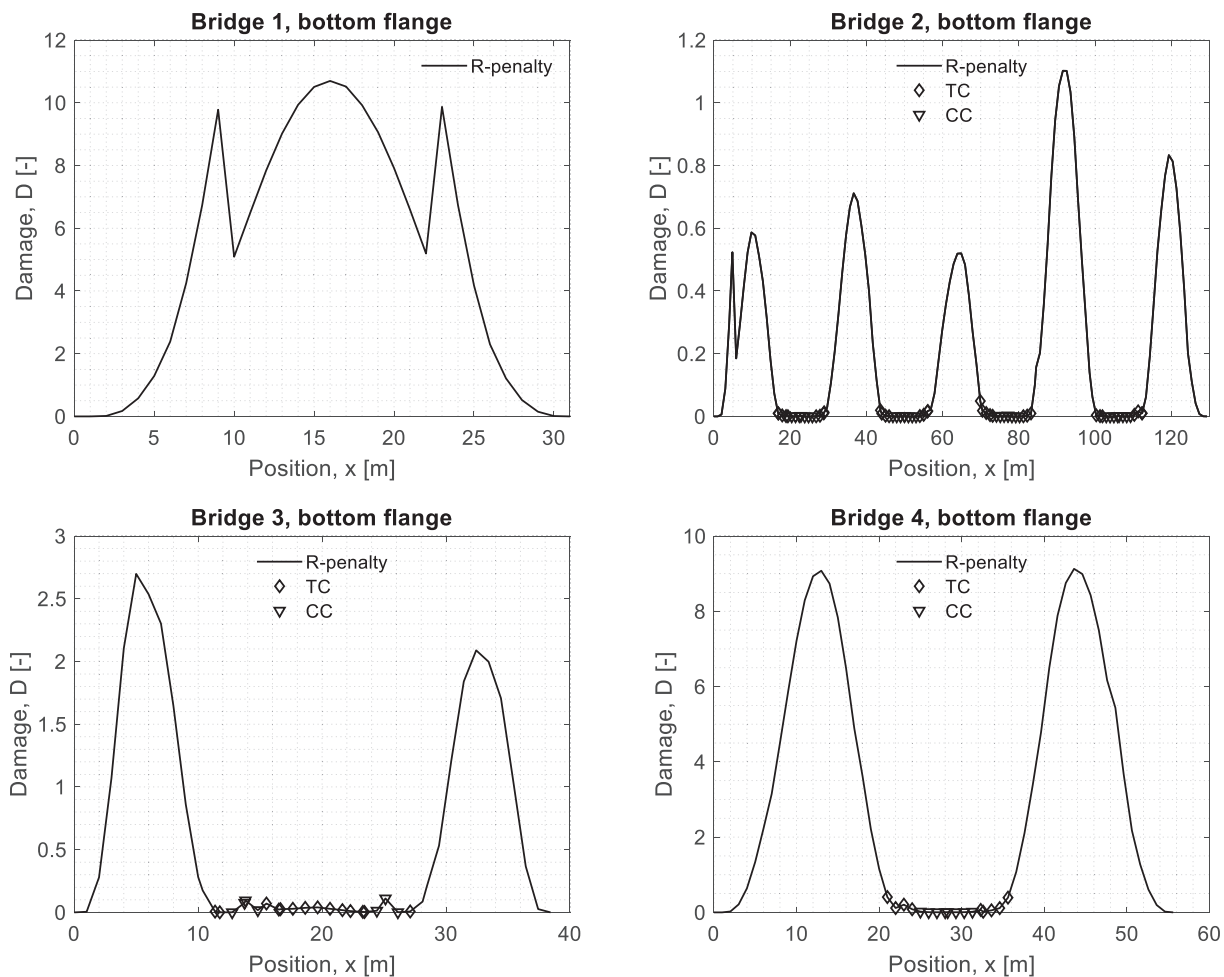 Bridge 1, bottom flange
12
10
8
6
4
2
0
Damage, D [-]
R-penalty
0 5 10 15 20 25 30
Position, x [m]
Bridge 2, bottom flange
1.2
1
0.8
0.6
0.4
0.2
0
Damage, D [-]
R-penalty
TC
CC
0 20 40 60 80 100 120
Position, x [m]
Bridge 3, bottom flange
3
2.5
2
1.5
1
0.5
0
Damage, D [-]
R-penalty
TC
CC
0 10 20 30 40
Position, x [m]
Bridge 4, bottom flange
10
8
6
4
2
0
Damage, D [-]
R-penalty
TC
CC
0 10 20 30 40 50 60
Position, x [m]